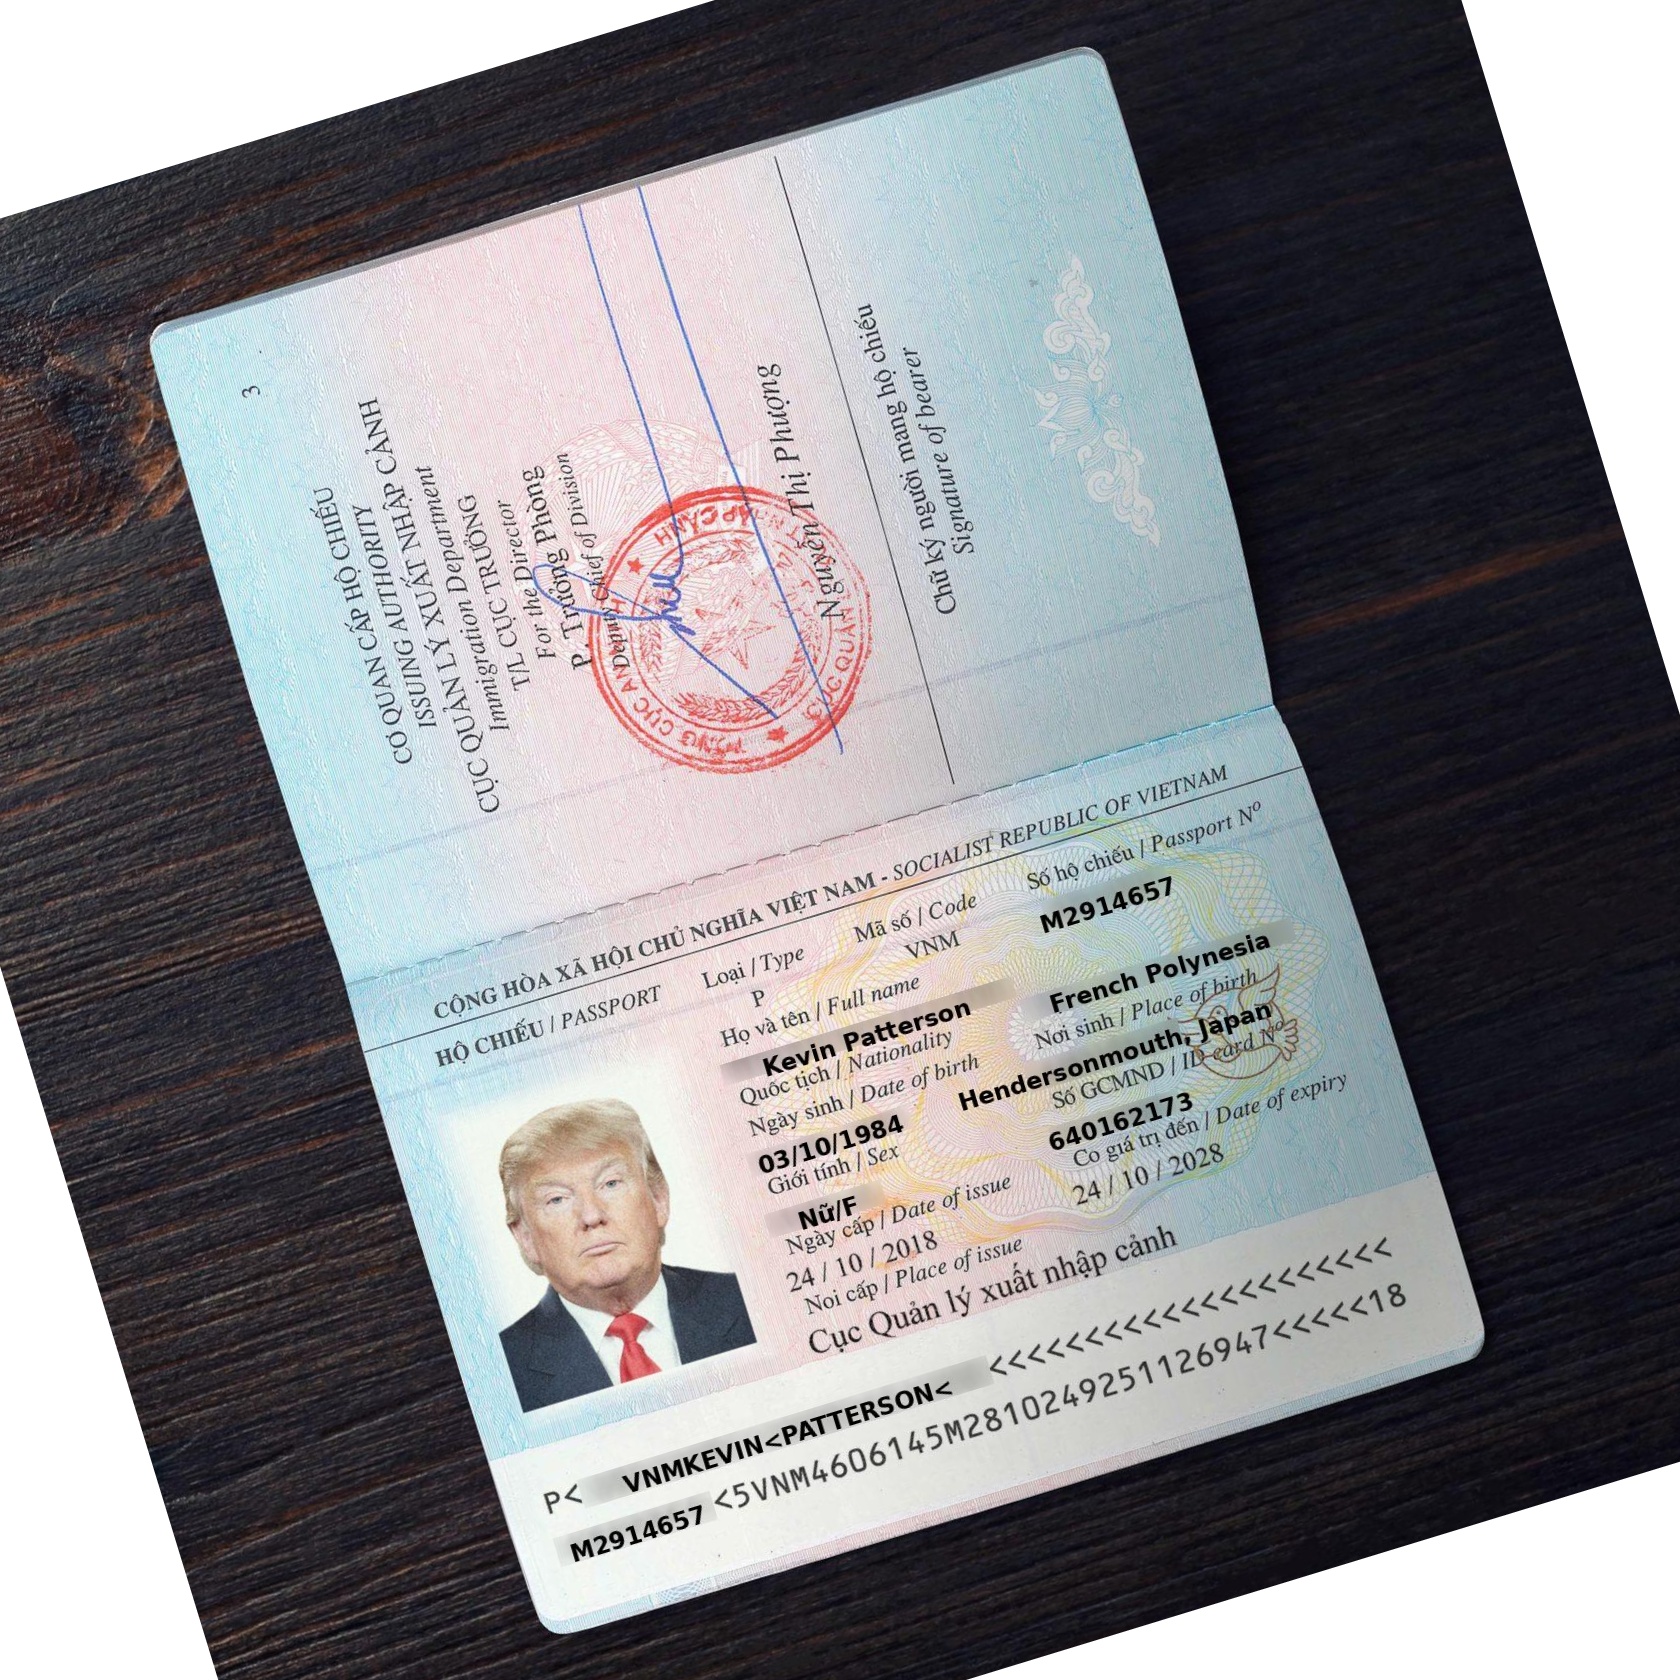 3
CƠ QUAN CẤP HỘ CHIẾU
ISSUING AUTHORITY
CỤC QUẢN LÝ XUẤT NHẬP CẢNH
Immigration Department
T/L CỤC TRƯỞNG
For the Director
P. Trưởng Phòng
Deputy Chief of Division
Nguyễn Thị Phượng
Chữ ký người mang hộ chiếu
Signature of bearer
CỘNG HÒA XÃ HỘI CHỦ NGHĨA VIỆT NAM - SOCIALIST REPUBLIC OF VIETNAM
HỘ CHIẾU / PASSPORT
Loại / Type
Mã số / Code
Số hộ chiếu / Passport Nº
P
VNM
M2914657
Họ và tên / Full name
Kevin Patterson
French Polynesia
Quốc tịch / Nationality
Nơi sinh / Place of birth
Ngày sinh / Date of birth
Hendersonmouth, Japan
03/10/1984
Số GCMND / ID card Nº
Giới tính / Sex
640162173
Nữ/F
Co giá trị đến / Date of expiry
Ngày cấp / Date of issue
24 / 10 / 2028
24 / 10 / 2018
Noi cấp / Place of issue
Cục Quản lý xuất nhập cảnh
P< VNMKEVIN<PATTERSON< <<<<<<<<<<<<<<<<<<<<<
M2914657 <5VNM4606145M2810249251126947<<<<<18